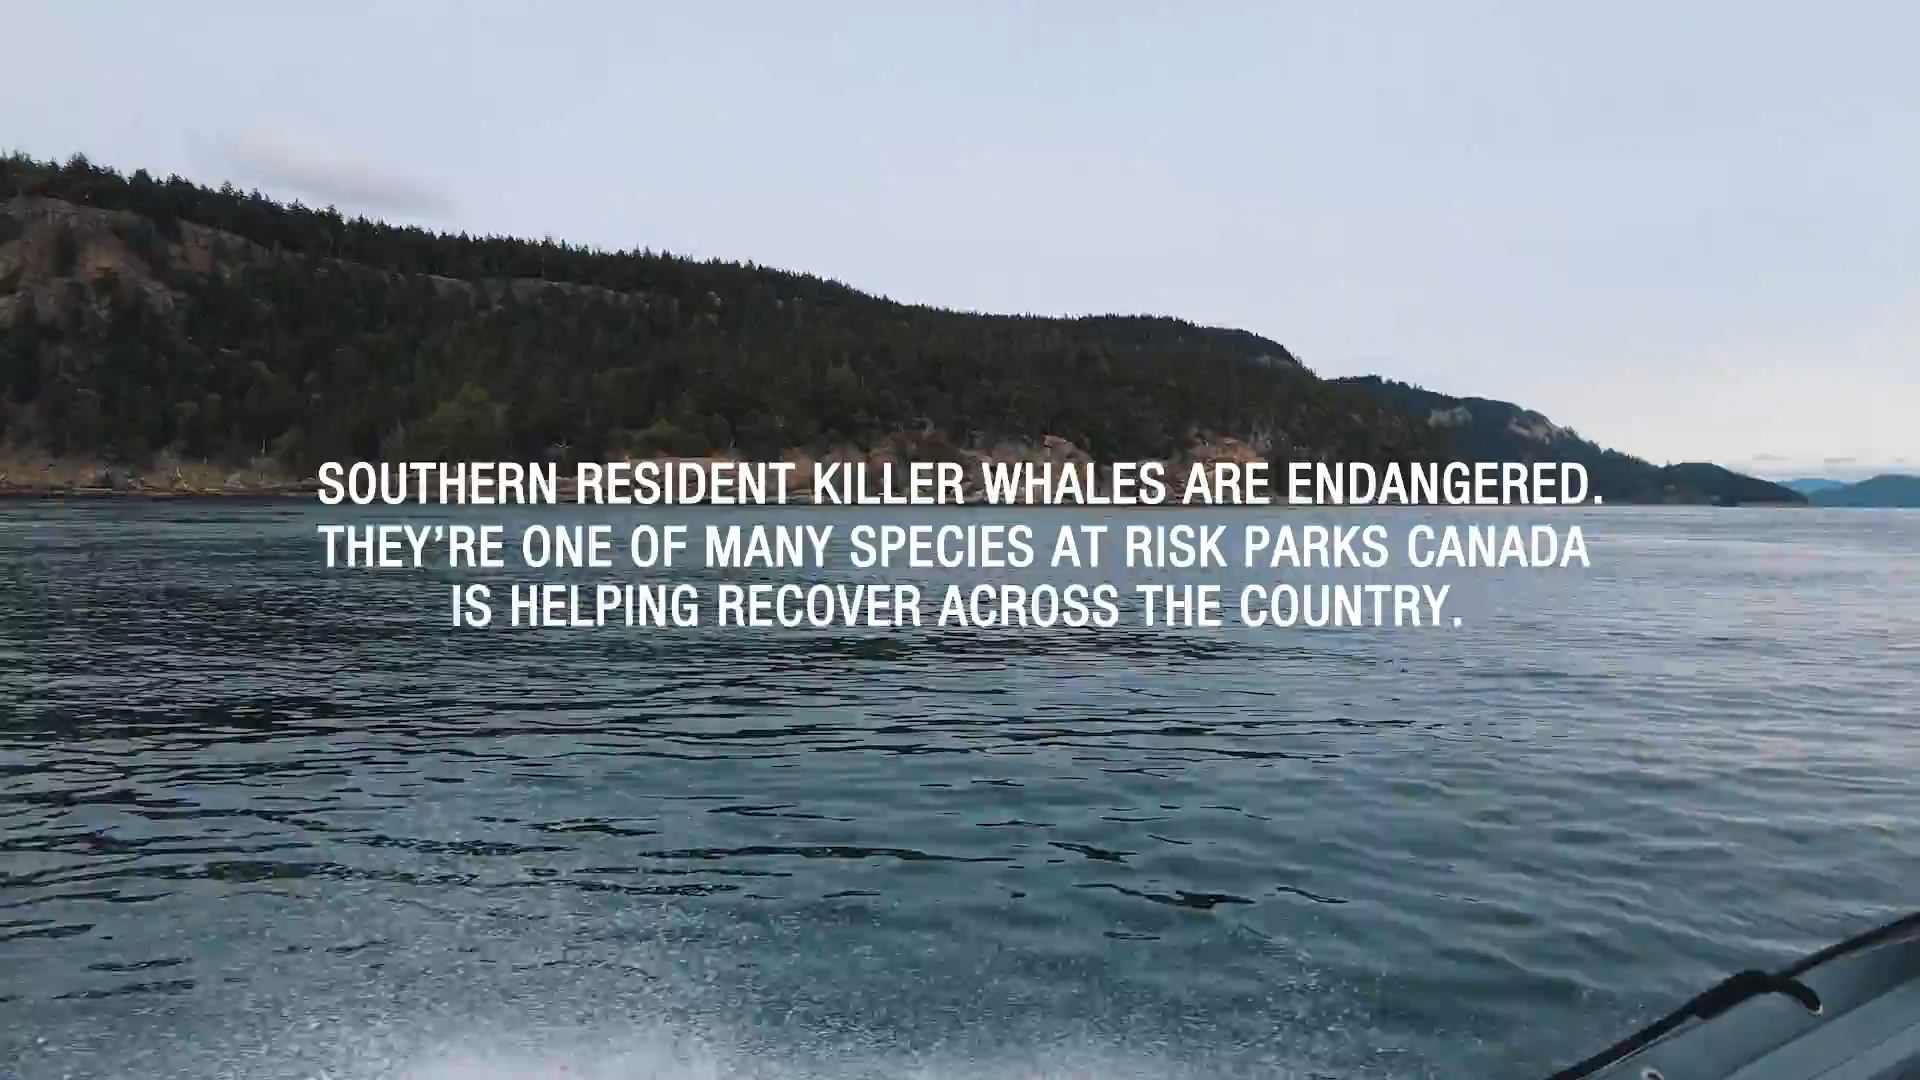 SOUTHERN RESIDENT KILLER WHALES ARE ENDANGERED.
THEY’RE ONE OF MANY SPECIES AT RISK PARKS CANADA
IS HELPING RECOVER ACROSS THE COUNTRY.